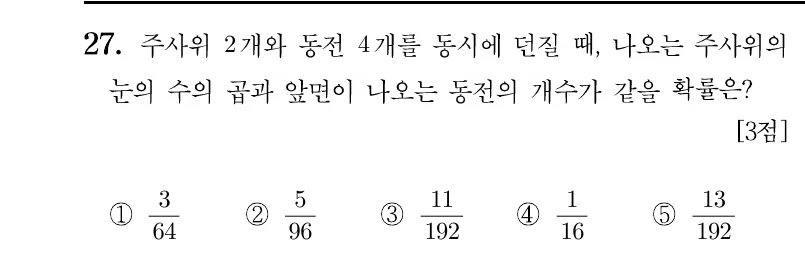 27. 주사위 2개와 동전 4개를 동시에 던질 때, 나오는 주사위의
눈의 수의 곱과 앞면이 나오는 동전의 개수가 같을 확률은?
[3점]
① 3/64 ② 5/96 ③ 11/192 ④ 1/16 ⑤ 13/192